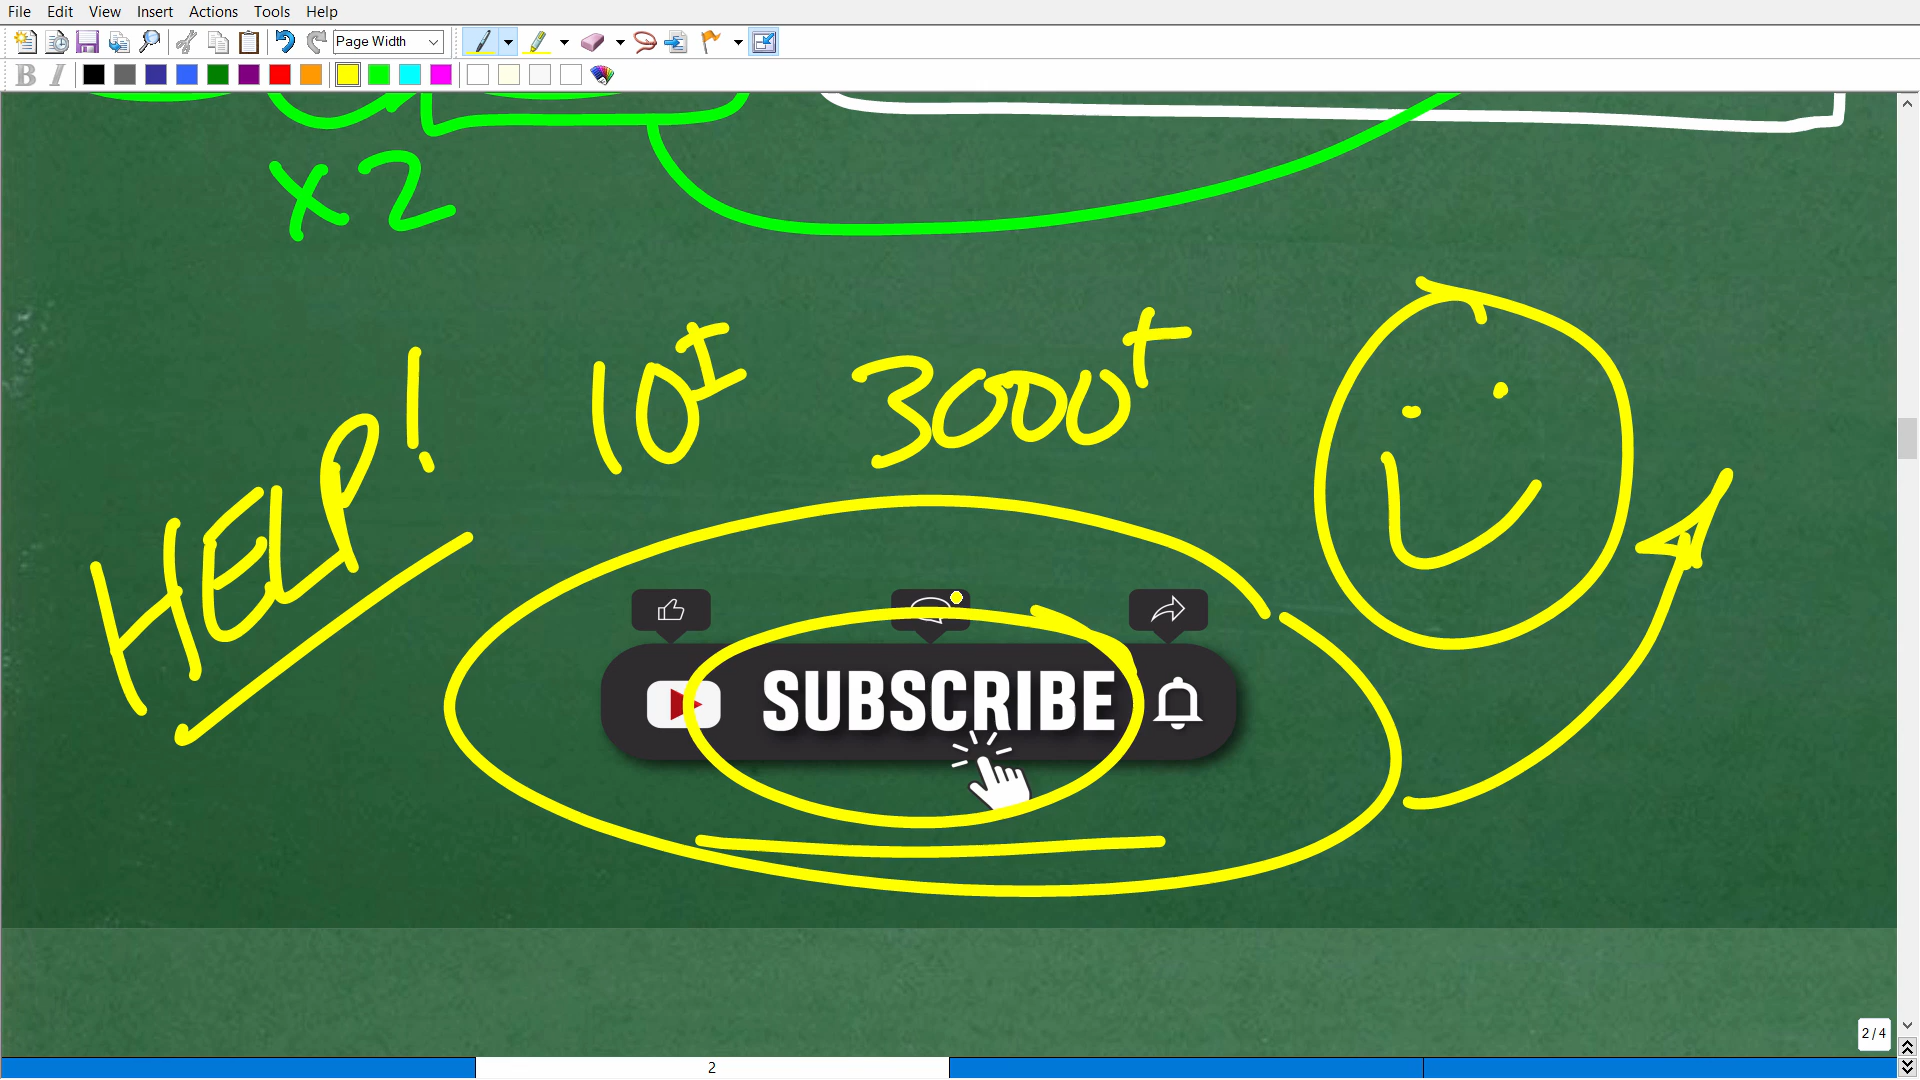 File Edit View Insert Actions Tools Help
Page Width
B I
x2
HELP! 10+ 3000+
SUBSCRIBE
2 / 4
2